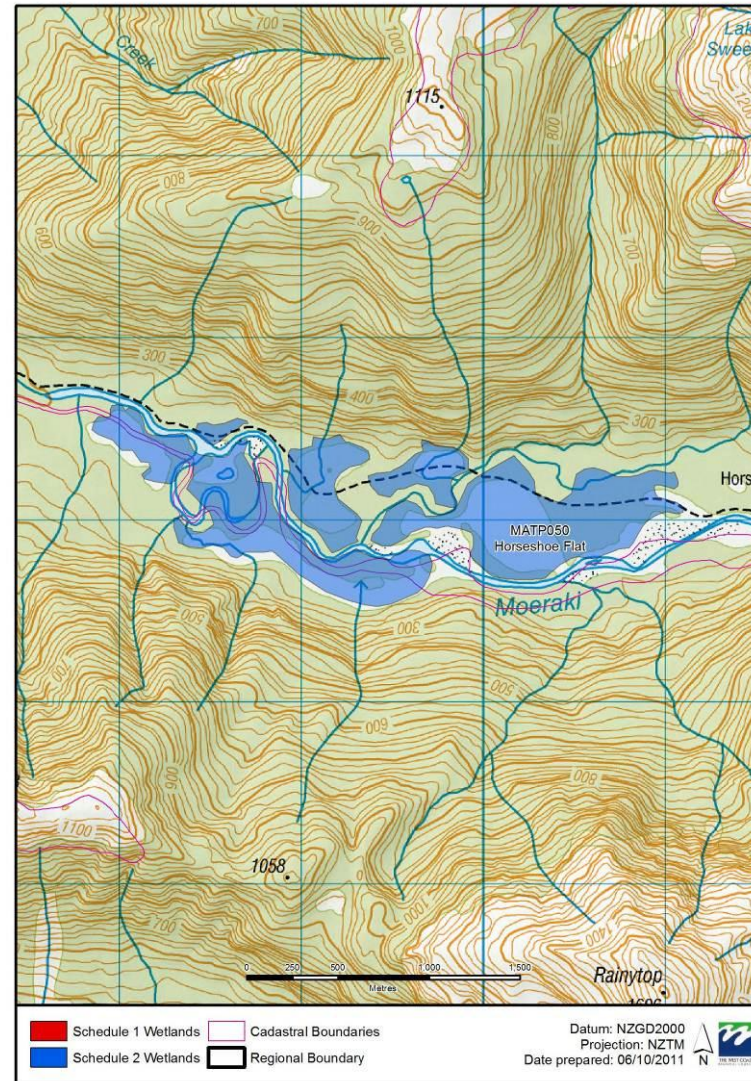 700
1000
Lak
Swee
Creek
1115
800
800
900
600
700
300
400
300
Hors
MATP050
Horseshoe Flat
Moeraki
300
500
500
700
600
900
800
1100
1058
700
1000
1400
0 250 500 1,000 1,500
Metres
Rainytop
1696
Schedule 1 Wetlands
Cadastral Boundaries
Schedule 2 Wetlands
Regional Boundary
Datum: NZGD2000
Projection: NZTM
Date prepared: 06/10/2011
N